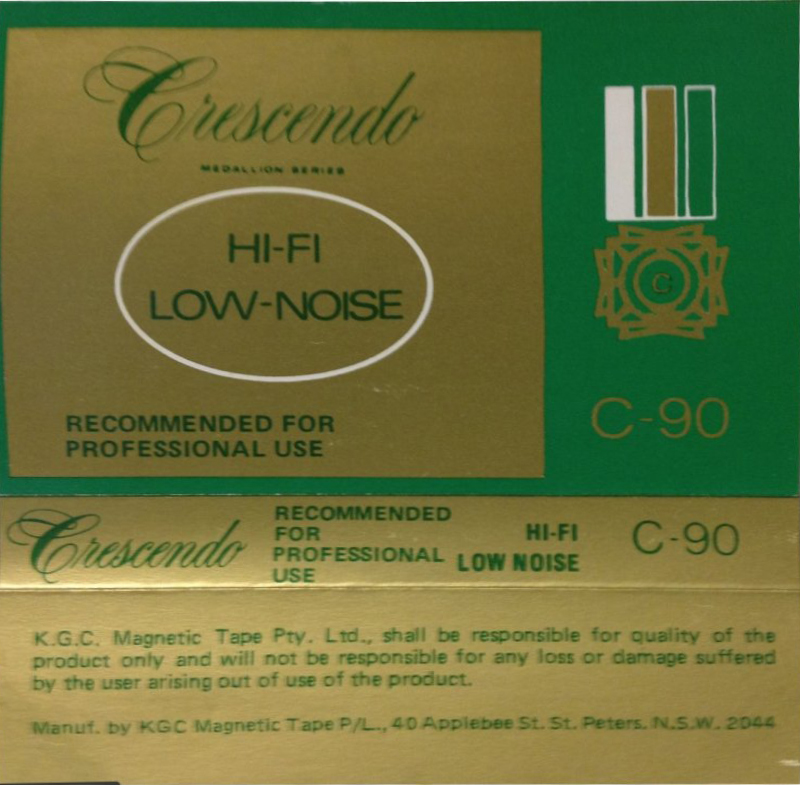 Crescendo
MEDALLION SERIES
HI-FI
LOW-NOISE
RECOMMENDED FOR
PROFESSIONAL USE
C
C-90
Crescendo
RECOMMENDED
FOR
PROFESSIONAL
USE
HI-FI
LOW NOISE
C-90
K.G.C. Magnetic Tape Pty. Ltd., shall be responsible for quality of the
product only and will not be responsible for any loss or damage suffered
by the user arising out of use of the product.
Manuf. by KGC Magnetic Tape P/L., 40 Applebee St. St. Peters. N.S.W. 2044